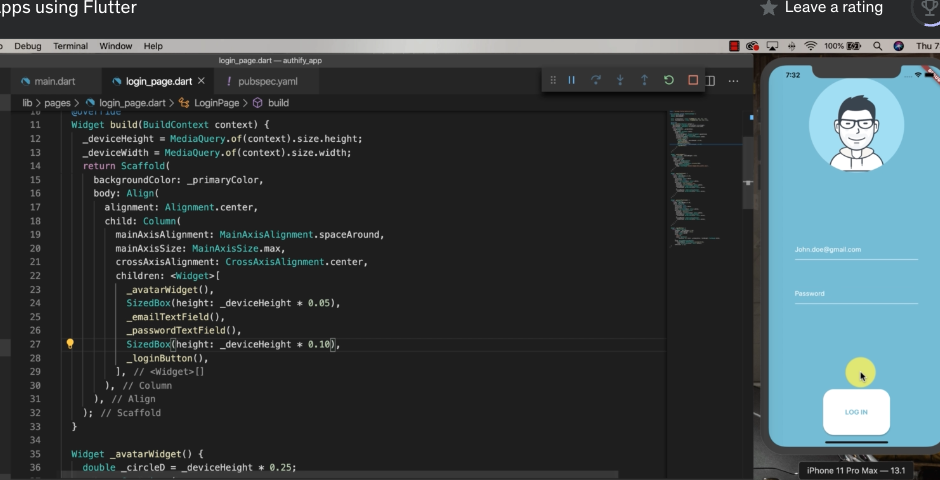 pps using Flutter
Leave a rating
Debug Terminal Window Help
100%
Thu 7
login_page.dart — authify_app
main.dart
login_page.dart ×
! pubspec.yaml
lib > pages > login_page.dart > LoginPage > build
10 @override
11 Widget build(BuildContext context) {
12 _deviceHeight = MediaQuery.of(context).size.height;
13 _deviceWidth = MediaQuery.of(context).size.width;
14 return Scaffold(
15 backgroundColor: _primaryColor,
16 body: Align(
17 alignment: Alignment.center,
18 child: Column(
19 mainAxisAlignment: MainAxisAlignment.spaceAround,
20 mainAxisSize: MainAxisSize.max,
21 crossAxisAlignment: CrossAxisAlignment.center,
22 children: <Widget>[
23 _avatarWidget(),
24 SizedBox(height: _deviceHeight * 0.05),
25 _emailTextField(),
26 _passwordTextField(),
27 SizedBox(height: _deviceHeight * 0.10),
28 _loginButton(),
29 ], // <Widget>[]
30 ), // Column
31 ), // Align
32 ); // Scaffold
33 }
34
35 Widget _avatarWidget() {
36 double _circleD = _deviceHeight * 0.25;
7:32
John.doe@gmail.com
Password
LOG IN
iPhone 11 Pro Max — 13.1